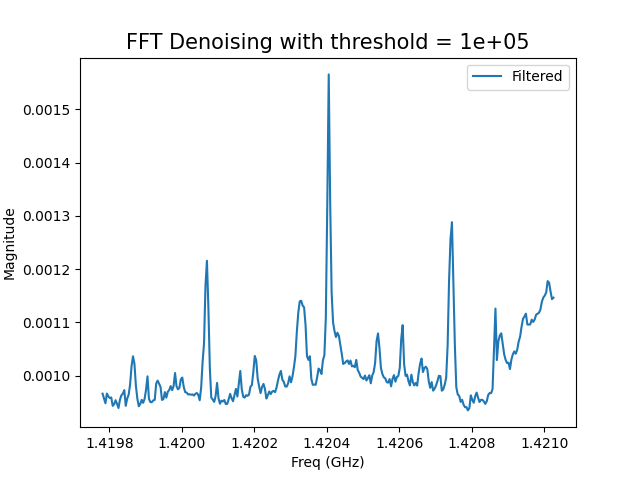 FFT Denoising with threshold = 1e+05
Filtered
0.0015
0.0014
0.0013
0.0012
0.0011
0.0010
Magnitude
1.4198 1.4200 1.4202 1.4204 1.4206 1.4208 1.4210
Freq (GHz)